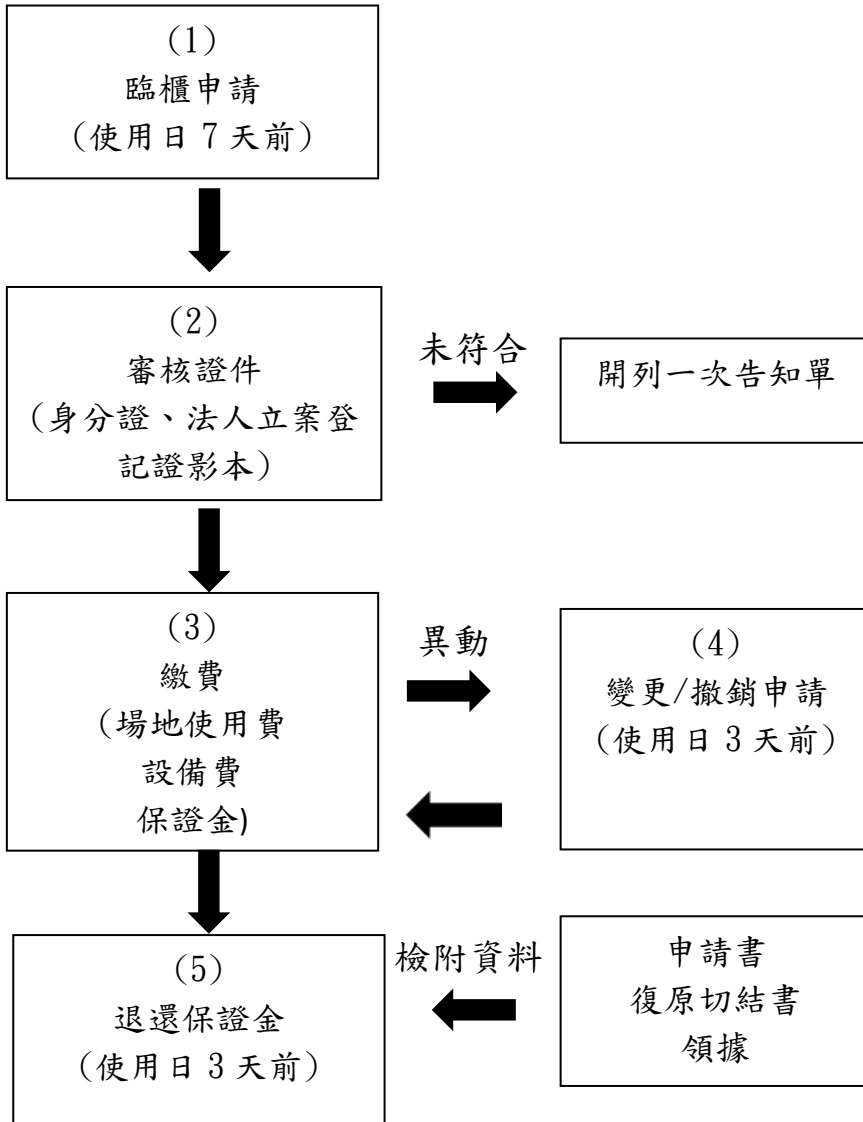 (1)
臨櫃申請
(使用日 7 天前)
(2)
審核證件
(身分證、法人立案登
記證影本)
未符合
開列一次告知單
(3)
繳費
(場地使用費
設備費
保證金)
異動
(4)
變更/撤銷申請
(使用日 3 天前)
(5)
退還保證金
(使用日 3 天前)
檢附資料
申請書
復原切結書
領據